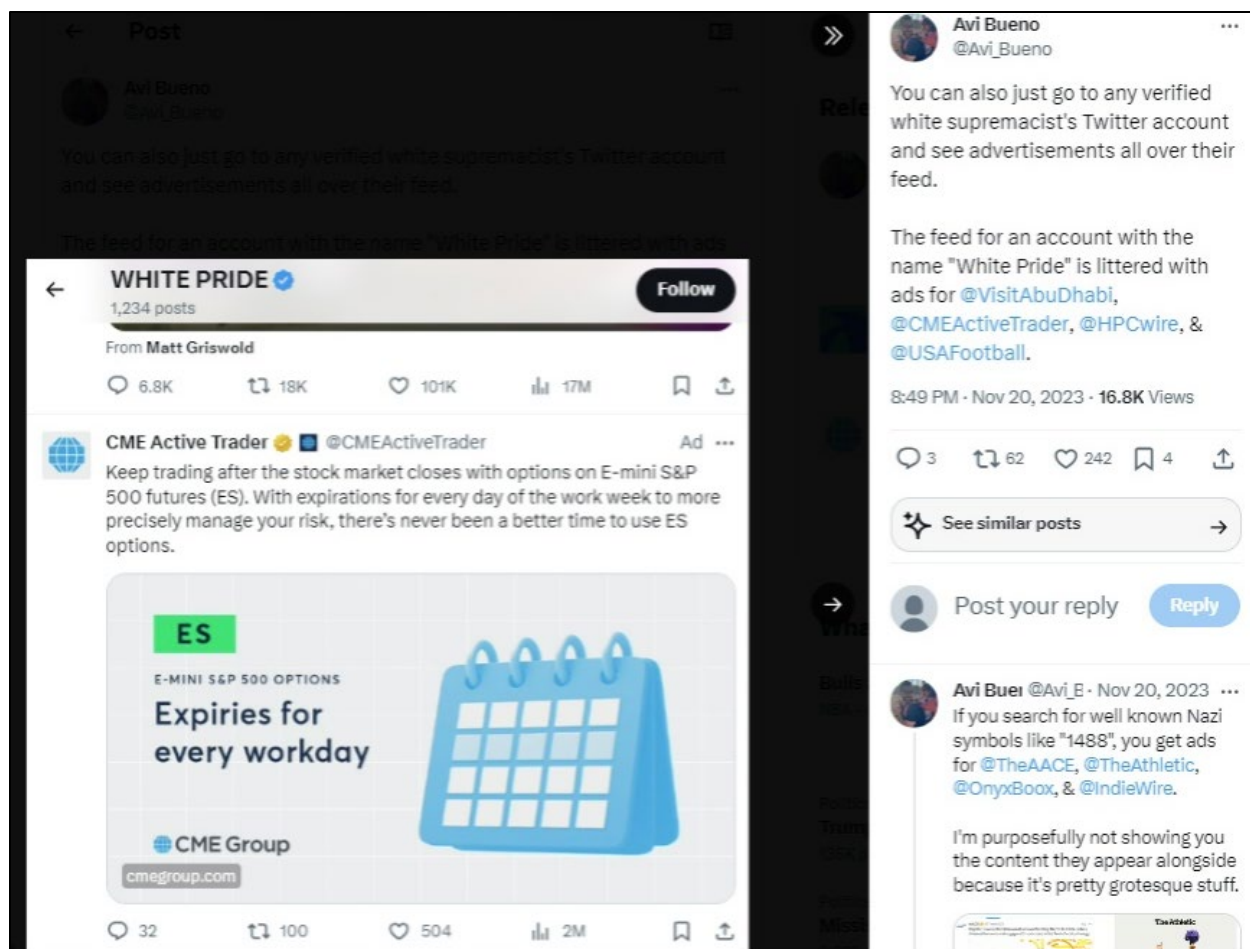 Post
Avi Bueno
@Avi_Bueno
You can also just go to any verified white supremacist's Twitter account
and see advertisements all over their feed.
The feed for an account with the name "White Pride" is littered with ads
WHITE PRIDE
1,234 posts
Follow
From Matt Griswold
6.8K 18K 101K 17M
CME Active Trader @CMEActiveTrader Ad
Keep trading after the stock market closes with options on E-mini S&P
500 futures (ES). With expirations for every day of the work week to more
precisely manage your risk, there's never been a better time to use ES
options.
ES
E-MINI S&P 500 OPTIONS
Expiries for
every workday
CME Group
cmegroup.com
32 100 504 2M
Rele
Bulls
Trum
Missi
Avi Bueno
@Avi_Bueno
You can also just go to any verified
white supremacist's Twitter account
and see advertisements all over their
feed.
The feed for an account with the
name "White Pride" is littered with
ads for @VisitAbuDhabi,
@CMEActiveTrader, @HPCwire, &
@USAFootball.
8:49 PM · Nov 20, 2023 · 16.8K Views
3 62 242 4
See similar posts
Post your reply Reply
Avi Buer @Avi_B · Nov 20, 2023
If you search for well known Nazi
symbols like "1488", you get ads
for @TheAACE, @TheAthletic,
@OnyxBoox, & @IndieWire.
I'm purposefully not showing you
the content they appear alongside
because it's pretty grotesque stuff.
The Athletic